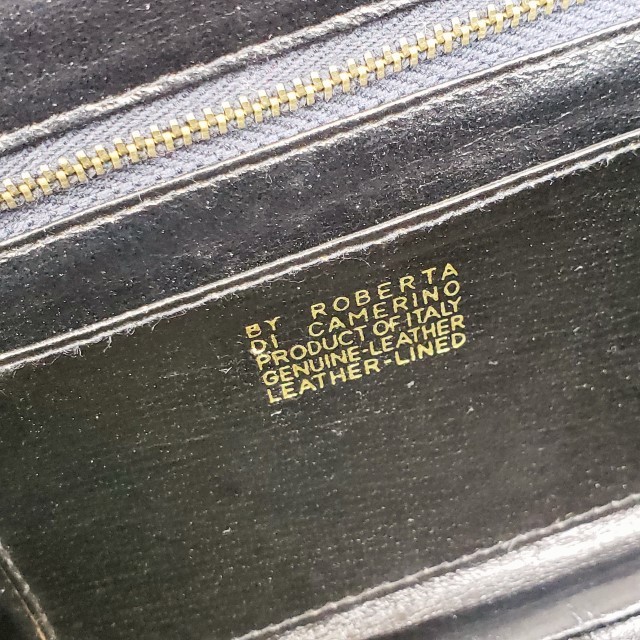 BY ROBERTA
DI CAMERINO
PRODUCT OF ITALY
GENUINE-LEATHER
LEATHER-LINED